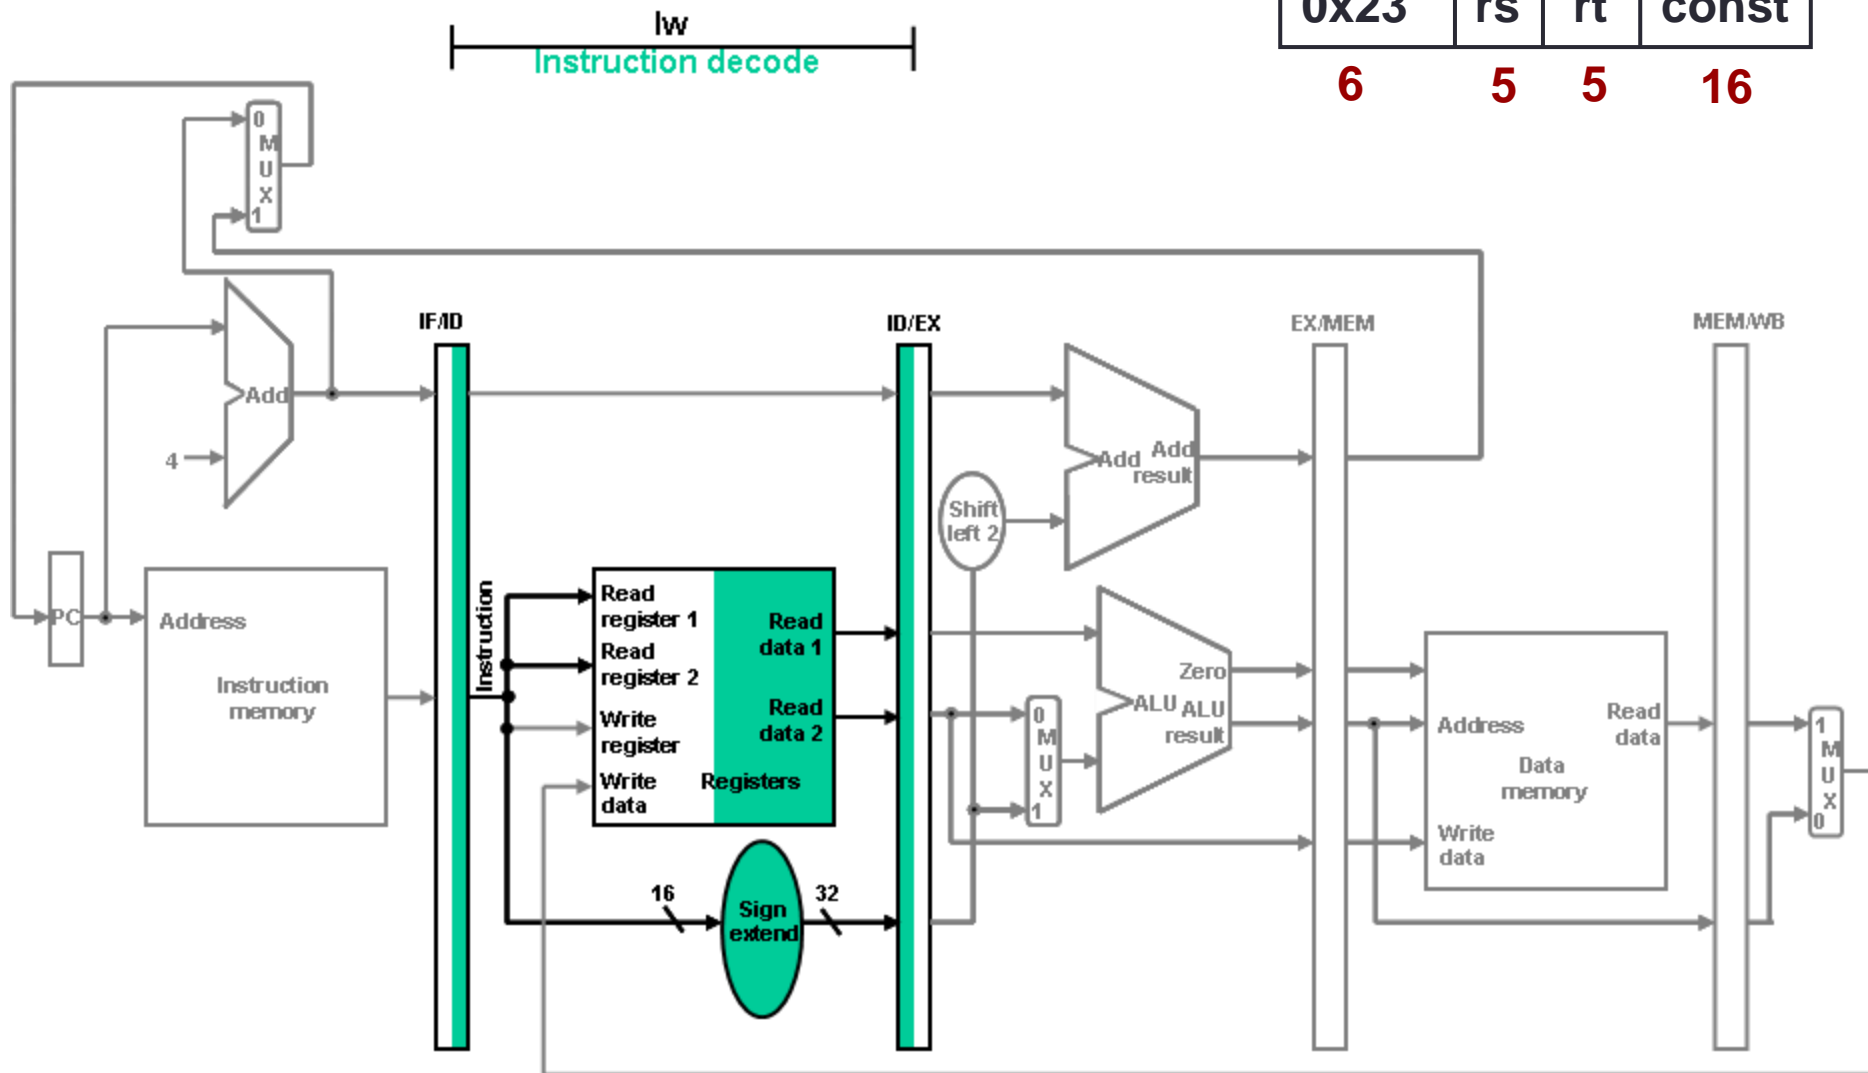 lw
Instruction decode
0x23 rs rt const
6 5 5 16
0
M
U
X
1
IF/ID
ID/EX
EX/MEM
MEM/WB
Add
4
Add
Add
result
Shift
left 2
PC
Address
Instruction
memory
Instruction
Read
register 1
Read
register 2
Write
register
Write
data
Read
data 1
Read
data 2
Registers
16
Sign
extend
32
0
M
U
X
1
Zero
ALU
ALU
result
Address
Read
data
Data
memory
Write
data
1
M
U
X
0